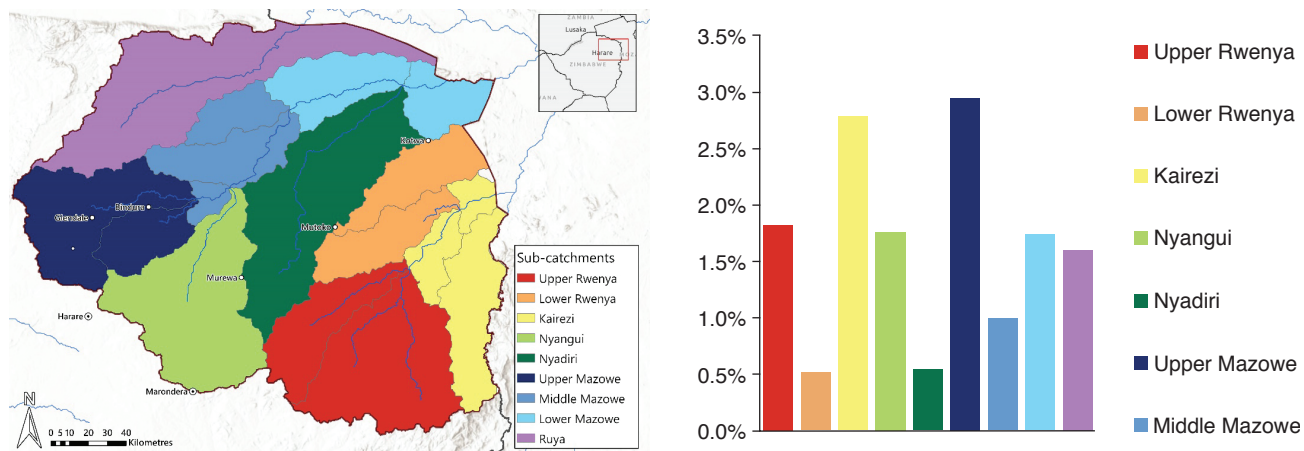 ZAMBIA
Lusaka
Harare
ZIMBABWE
Kotwa
Bindura
Glendale
Mutoko
Murewa
Harare
Marondera
N
0 5 10 20 30 40
Kilometres
Sub-catchments
Upper Rwenya
Lower Rwenya
Kairezi
Nyangui
Nyadiri
Upper Mazowe
Middle Mazowe
Lower Mazowe
Ruya
3.5%
3.0%
2.5%
2.0%
1.5%
1.0%
0.5%
0.0%
Upper Rwenya
Lower Rwenya
Kairezi
Nyangui
Nyadiri
Upper Mazowe
Middle Mazowe